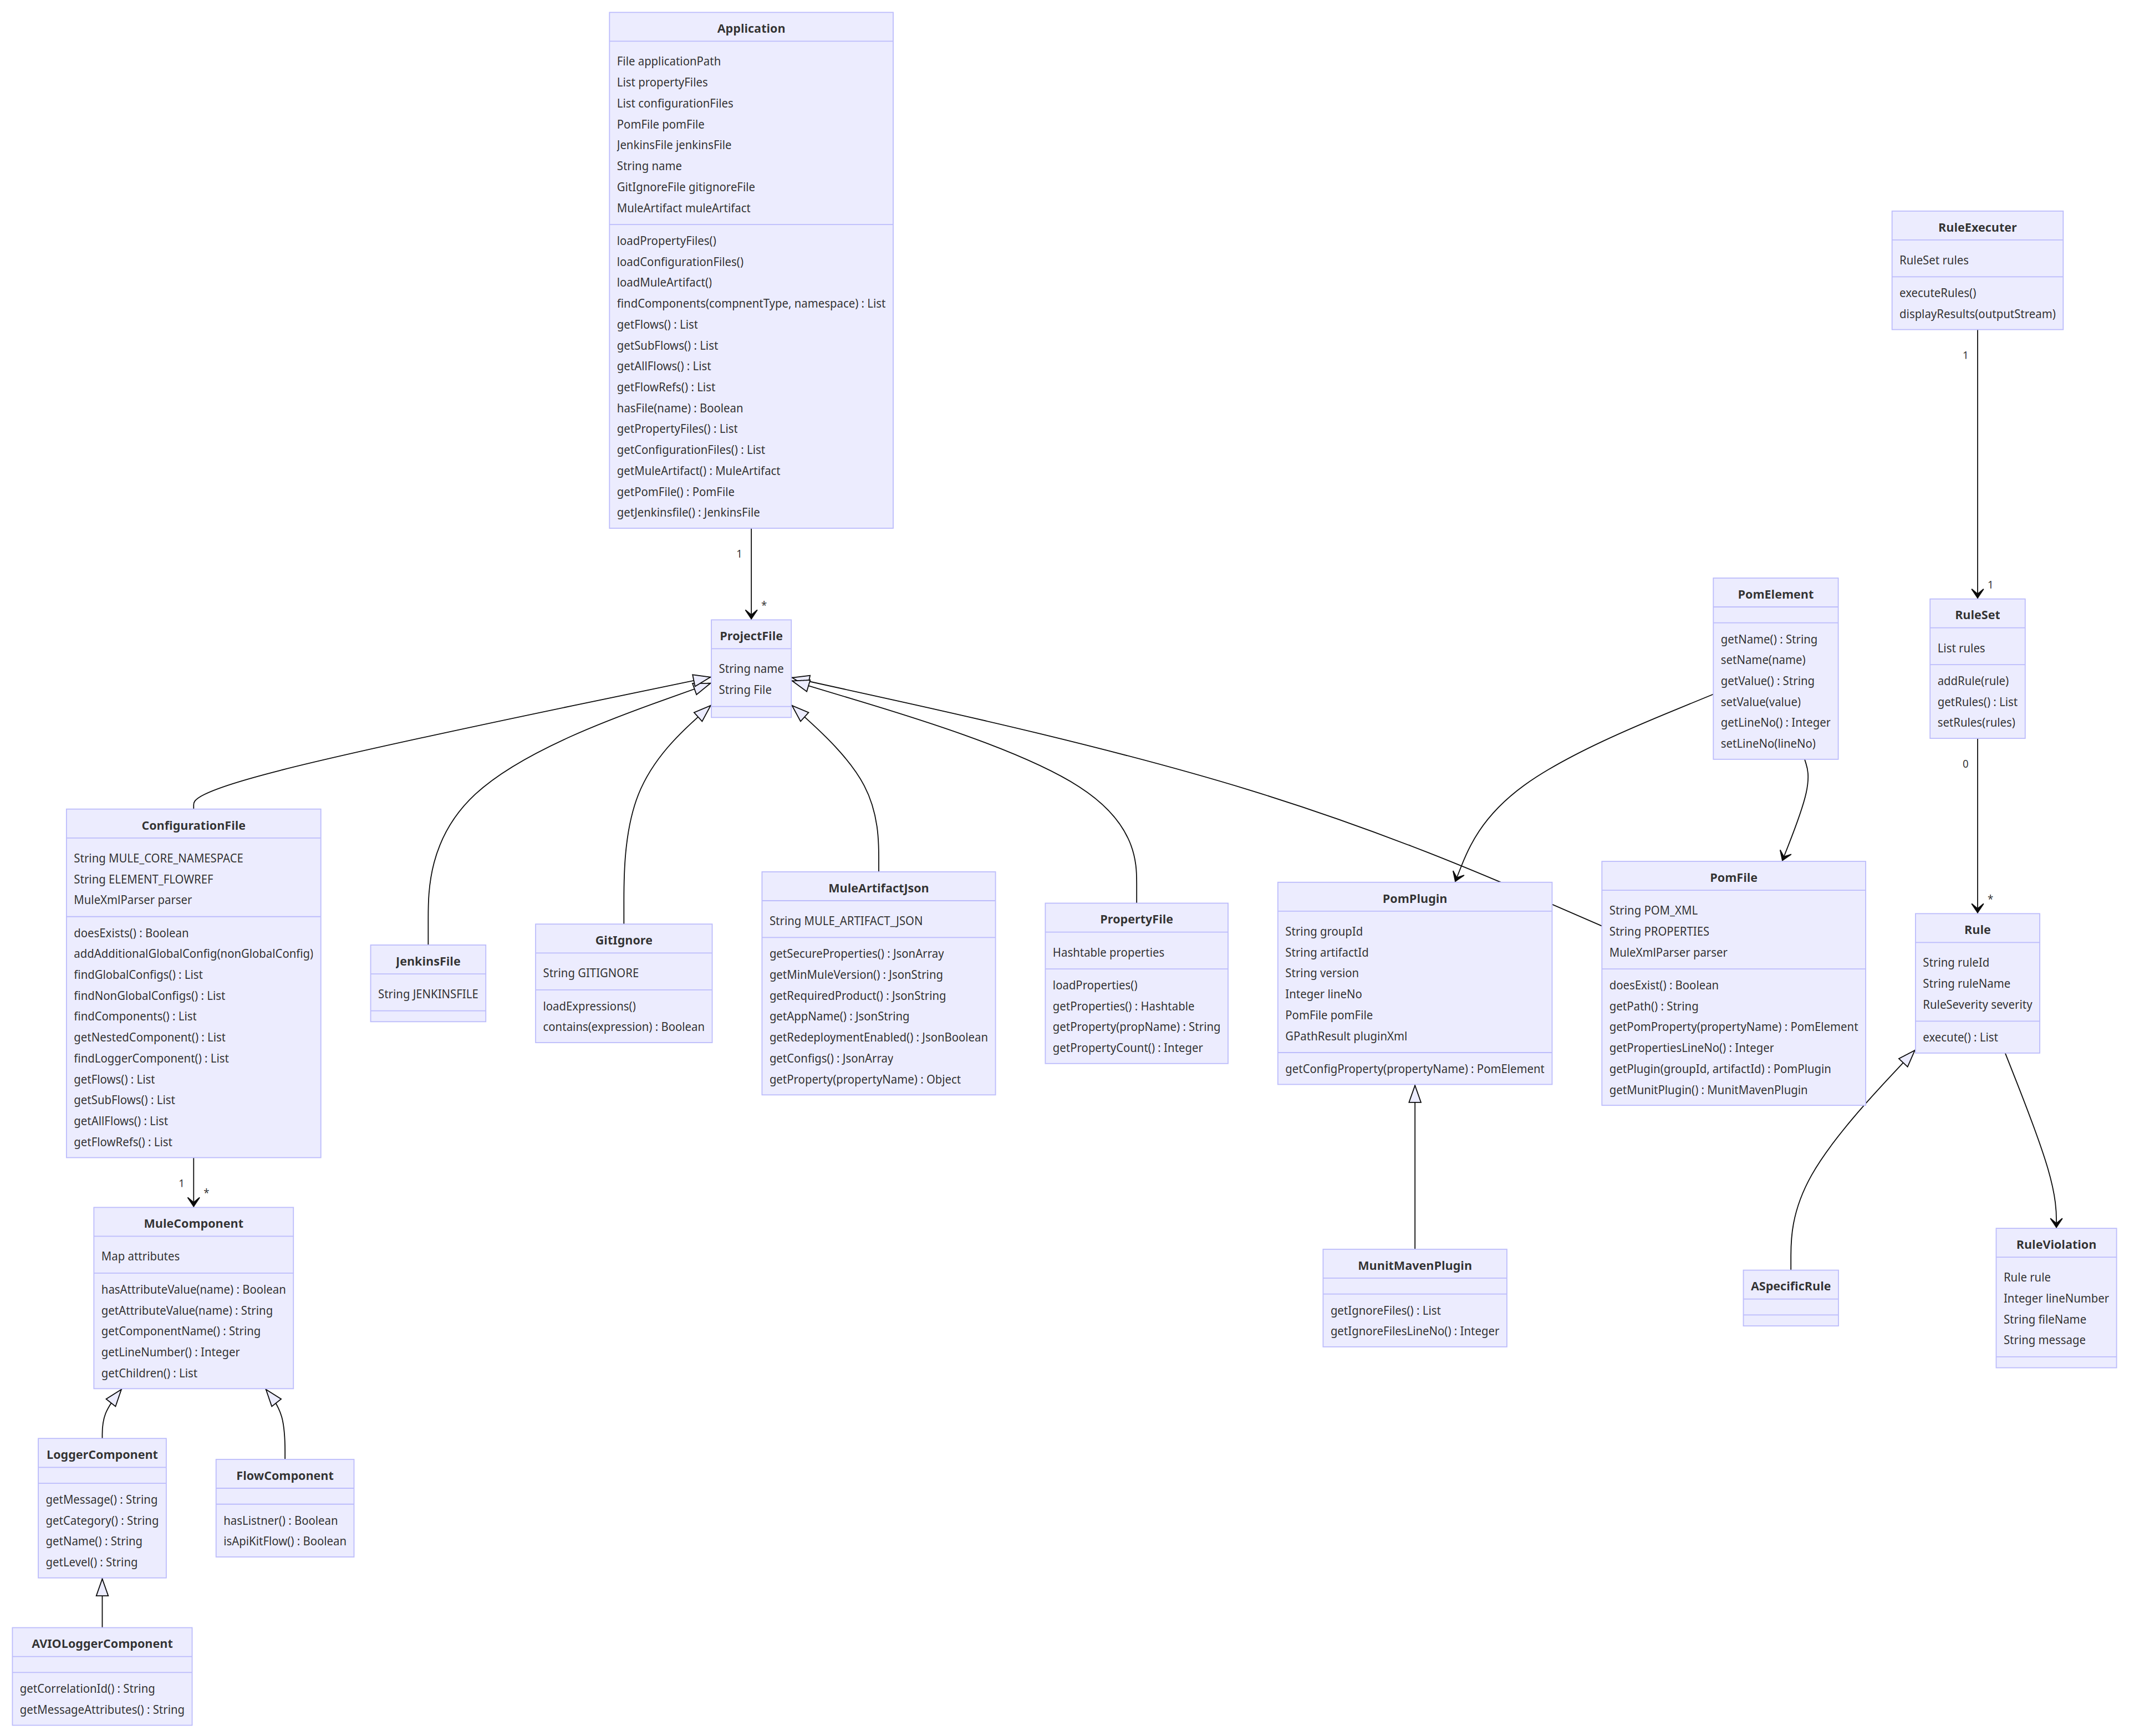 Application
File applicationPath
List propertyFiles
List configurationFiles
PomFile pomFile
JenkinsFile jenkinsFile
String name
GitIgnoreFile gitignoreFile
MuleArtifact muleArtifact
loadPropertyFiles()
loadConfigurationFiles()
loadMuleArtifact()
findComponents(compnentType, namespace) : List
getFlows() : List
getSubFlows() : List
getAllFlows() : List
getFlowRefs() : List
hasFile(name) : Boolean
getPropertyFiles() : List
getConfigurationFiles() : List
getMuleArtifact() : MuleArtifact
getPomFile() : PomFile
getJenkinsfile() : JenkinsFile
1
*
RuleExecuter
RuleSet rules
executeRules()
displayResults(outputStream)
1
1
ProjectFile
String name
String File
PomElement
getName() : String
setName(name)
getValue() : String
setValue(value)
getLineNo() : Integer
setLineNo(lineNo)
RuleSet
List rules
addRule(rule)
getRules() : List
setRules(rules)
0
*
ConfigurationFile
String MULE_CORE_NAMESPACE
String ELEMENT_FLOWREF
MuleXmlParser parser
doesExists() : Boolean
addAdditionalGlobalConfig(nonGlobalConfig)
findGlobalConfigs() : List
findNonGlobalConfigs() : List
findComponents() : List
getNestedComponent() : List
findLoggerComponent() : List
getFlows() : List
getSubFlows() : List
getAllFlows() : List
getFlowRefs() : List
1
*
JenkinsFile
String JENKINSFILE
GitIgnore
String GITIGNORE
loadExpressions()
contains(expression) : Boolean
MuleArtifactJson
String MULE_ARTIFACT_JSON
getSecureProperties() : JsonArray
getMinMuleVersion() : JsonString
getRequiredProduct() : JsonString
getAppName() : JsonString
getRedeploymentEnabled() : JsonBoolean
getConfigs() : JsonArray
getProperty(propertyName) : Object
PropertyFile
Hashtable properties
loadProperties()
getProperties() : Hashtable
getProperty(propName) : String
getPropertyCount() : Integer
PomPlugin
String groupId
String artifactId
String version
Integer lineNo
PomFile pomFile
GPathResult pluginXml
getConfigProperty(propertyName) : PomElement
PomFile
String POM_XML
String PROPERTIES
MuleXmlParser parser
doesExist() : Boolean
getPath() : String
getPomProperty(propertyName) : PomElement
getPropertiesLineNo() : Integer
getPlugin(groupId, artifactId) : PomPlugin
getMunitPlugin() : MunitMavenPlugin
Rule
String ruleId
String ruleName
RuleSeverity severity
execute() : List
MuleComponent
Map attributes
hasAttributeValue(name) : Boolean
getAttributeValue(name) : String
getComponentName() : String
getLineNumber() : Integer
getChildren() : List
MunitMavenPlugin
getIgnoreFiles() : List
getIgnoreFilesLineNo() : Integer
ASpecificRule
RuleViolation
Rule rule
Integer lineNumber
String fileName
String message
LoggerComponent
getMessage() : String
getCategory() : String
getName() : String
getLevel() : String
FlowComponent
hasListner() : Boolean
isApiKitFlow() : Boolean
AVIOLoggerComponent
getCorrelationId() : String
getMessageAttributes() : String